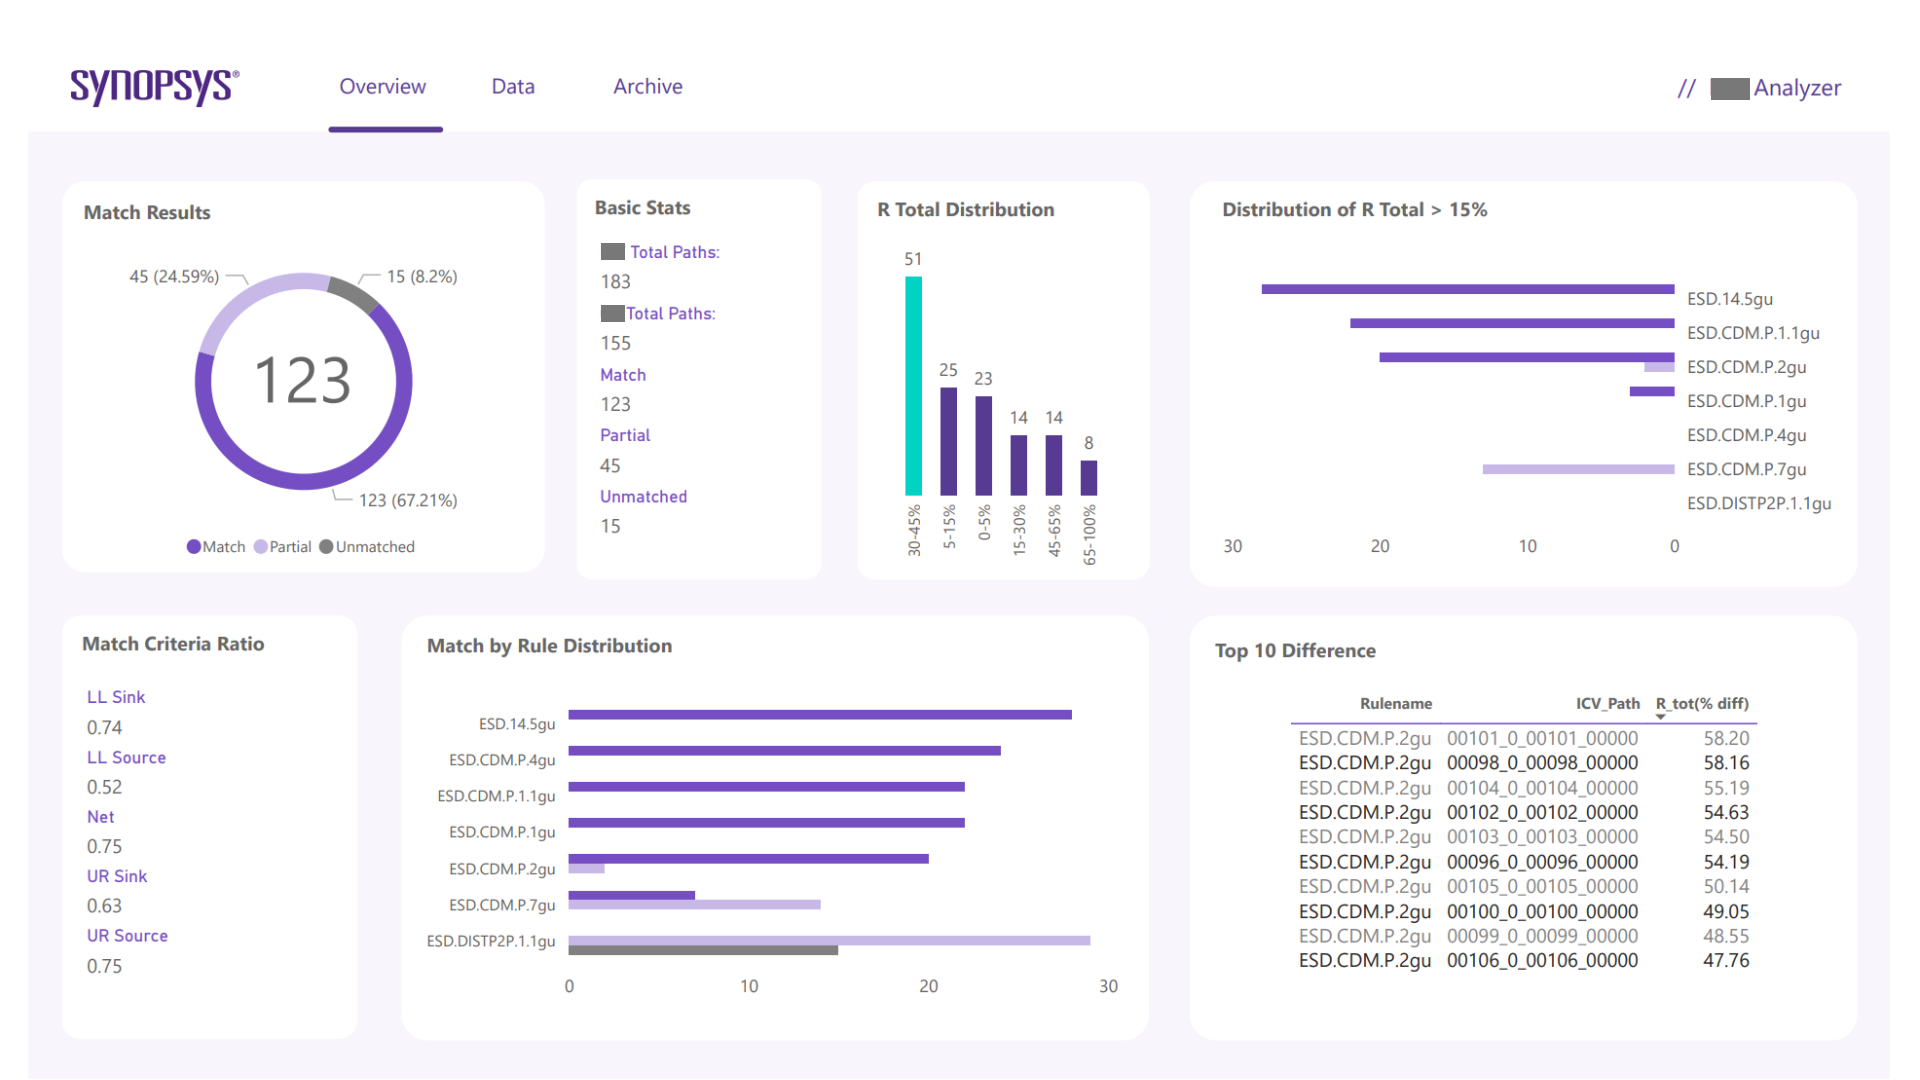 SYNOPSYS®
Overview
Data
Archive
// Analyzer
Match Results
45 (24.59%)
15 (8.2%)
123
123 (67.21%)
Match Partial Unmatched
Basic Stats
Total Paths:
183
Total Paths:
155
Match
123
Partial
45
Unmatched
15
R Total Distribution
51
25
23
14
14
8
30-45%
5-15%
0-5%
15-30%
45-65%
65-100%
Distribution of R Total > 15%
ESD.14.5gu
ESD.CDM.P.1.1gu
ESD.CDM.P.2gu
ESD.CDM.P.1gu
ESD.CDM.P.4gu
ESD.CDM.P.7gu
ESD.DISTP2P.1.1gu
30 20 10 0
Match Criteria Ratio
LL Sink
0.74
LL Source
0.52
Net
0.75
UR Sink
0.63
UR Source
0.75
Match by Rule Distribution
ESD.14.5gu
ESD.CDM.P.4gu
ESD.CDM.P.1.1gu
ESD.CDM.P.1gu
ESD.CDM.P.2gu
ESD.CDM.P.7gu
ESD.DISTP2P.1.1gu
0 10 20 30
Top 10 Difference
Rulename ICV_Path R_tot(% diff)
ESD.CDM.P.2gu 00101_0_00101_00000 58.20
ESD.CDM.P.2gu 00098_0_00098_00000 58.16
ESD.CDM.P.2gu 00104_0_00104_00000 55.19
ESD.CDM.P.2gu 00102_0_00102_00000 54.63
ESD.CDM.P.2gu 00103_0_00103_00000 54.50
ESD.CDM.P.2gu 00096_0_00096_00000 54.19
ESD.CDM.P.2gu 00105_0_00105_00000 50.14
ESD.CDM.P.2gu 00100_0_00100_00000 49.05
ESD.CDM.P.2gu 00099_0_00099_00000 48.55
ESD.CDM.P.2gu 00106_0_00106_00000 47.76